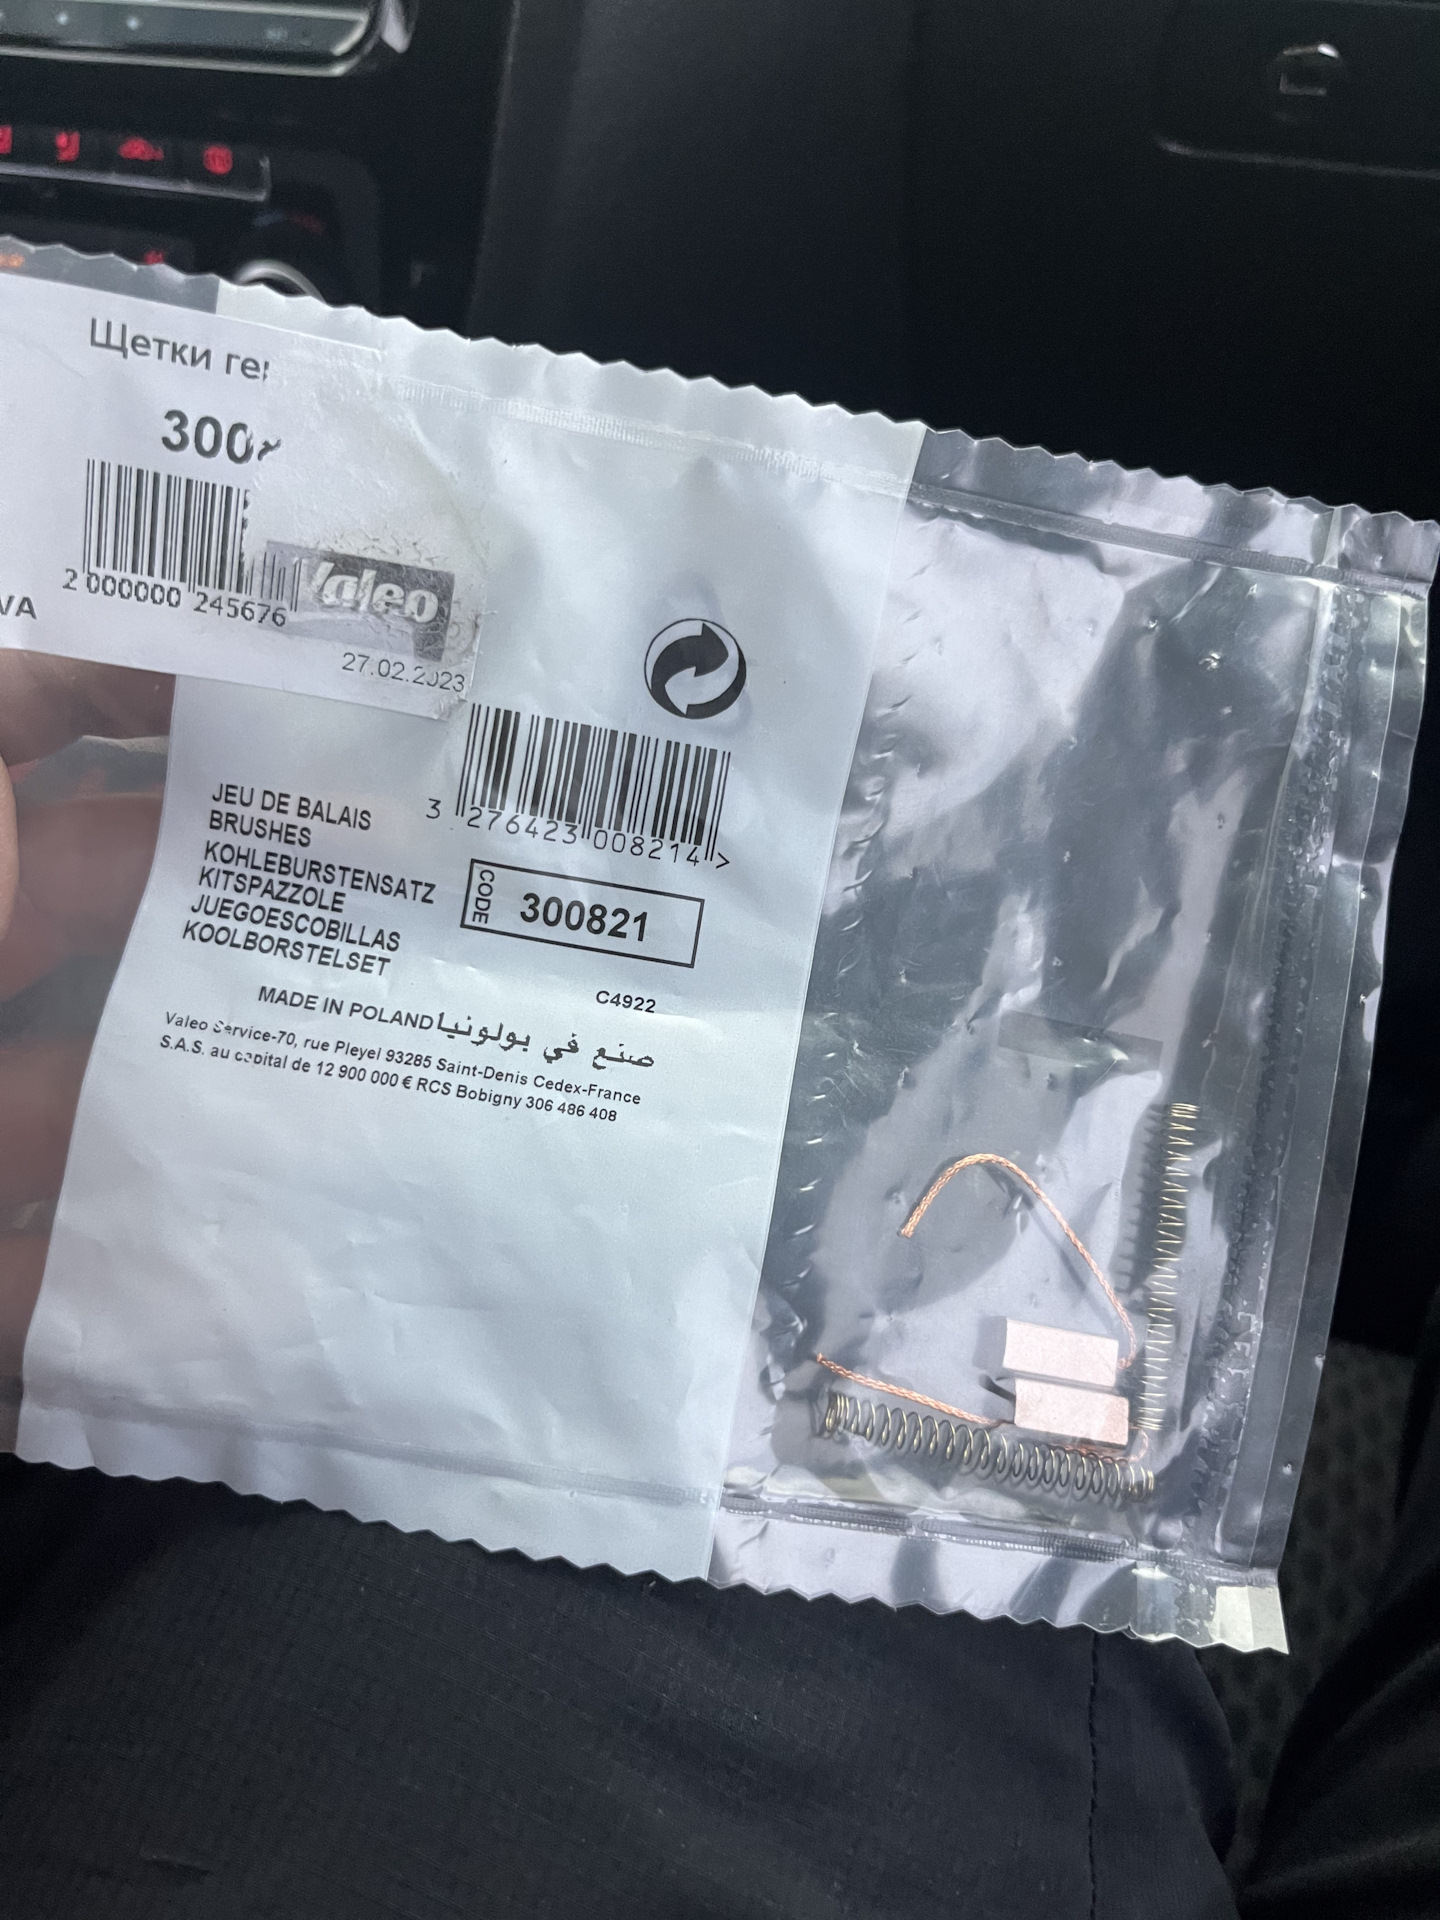 Щетки
300
2 000000 245676
VA
Valeo
27.02.2023
3 276423 008214 >
JEU DE BALAIS
BRUSHES
KOHLEBURSTENSATZ
KITSPAZZOLE
JUEGOESCOBILLAS
KOOLBORSTELSET
CODE 300821
C4922
MADE IN POLAND صنع في بولونيا
Valeo Service-70, rue Pleyel 93285 Saint-Denis Cedex-France
S.A.S. au capital de 12 900 000 € RCS Bobigny 306 486 408